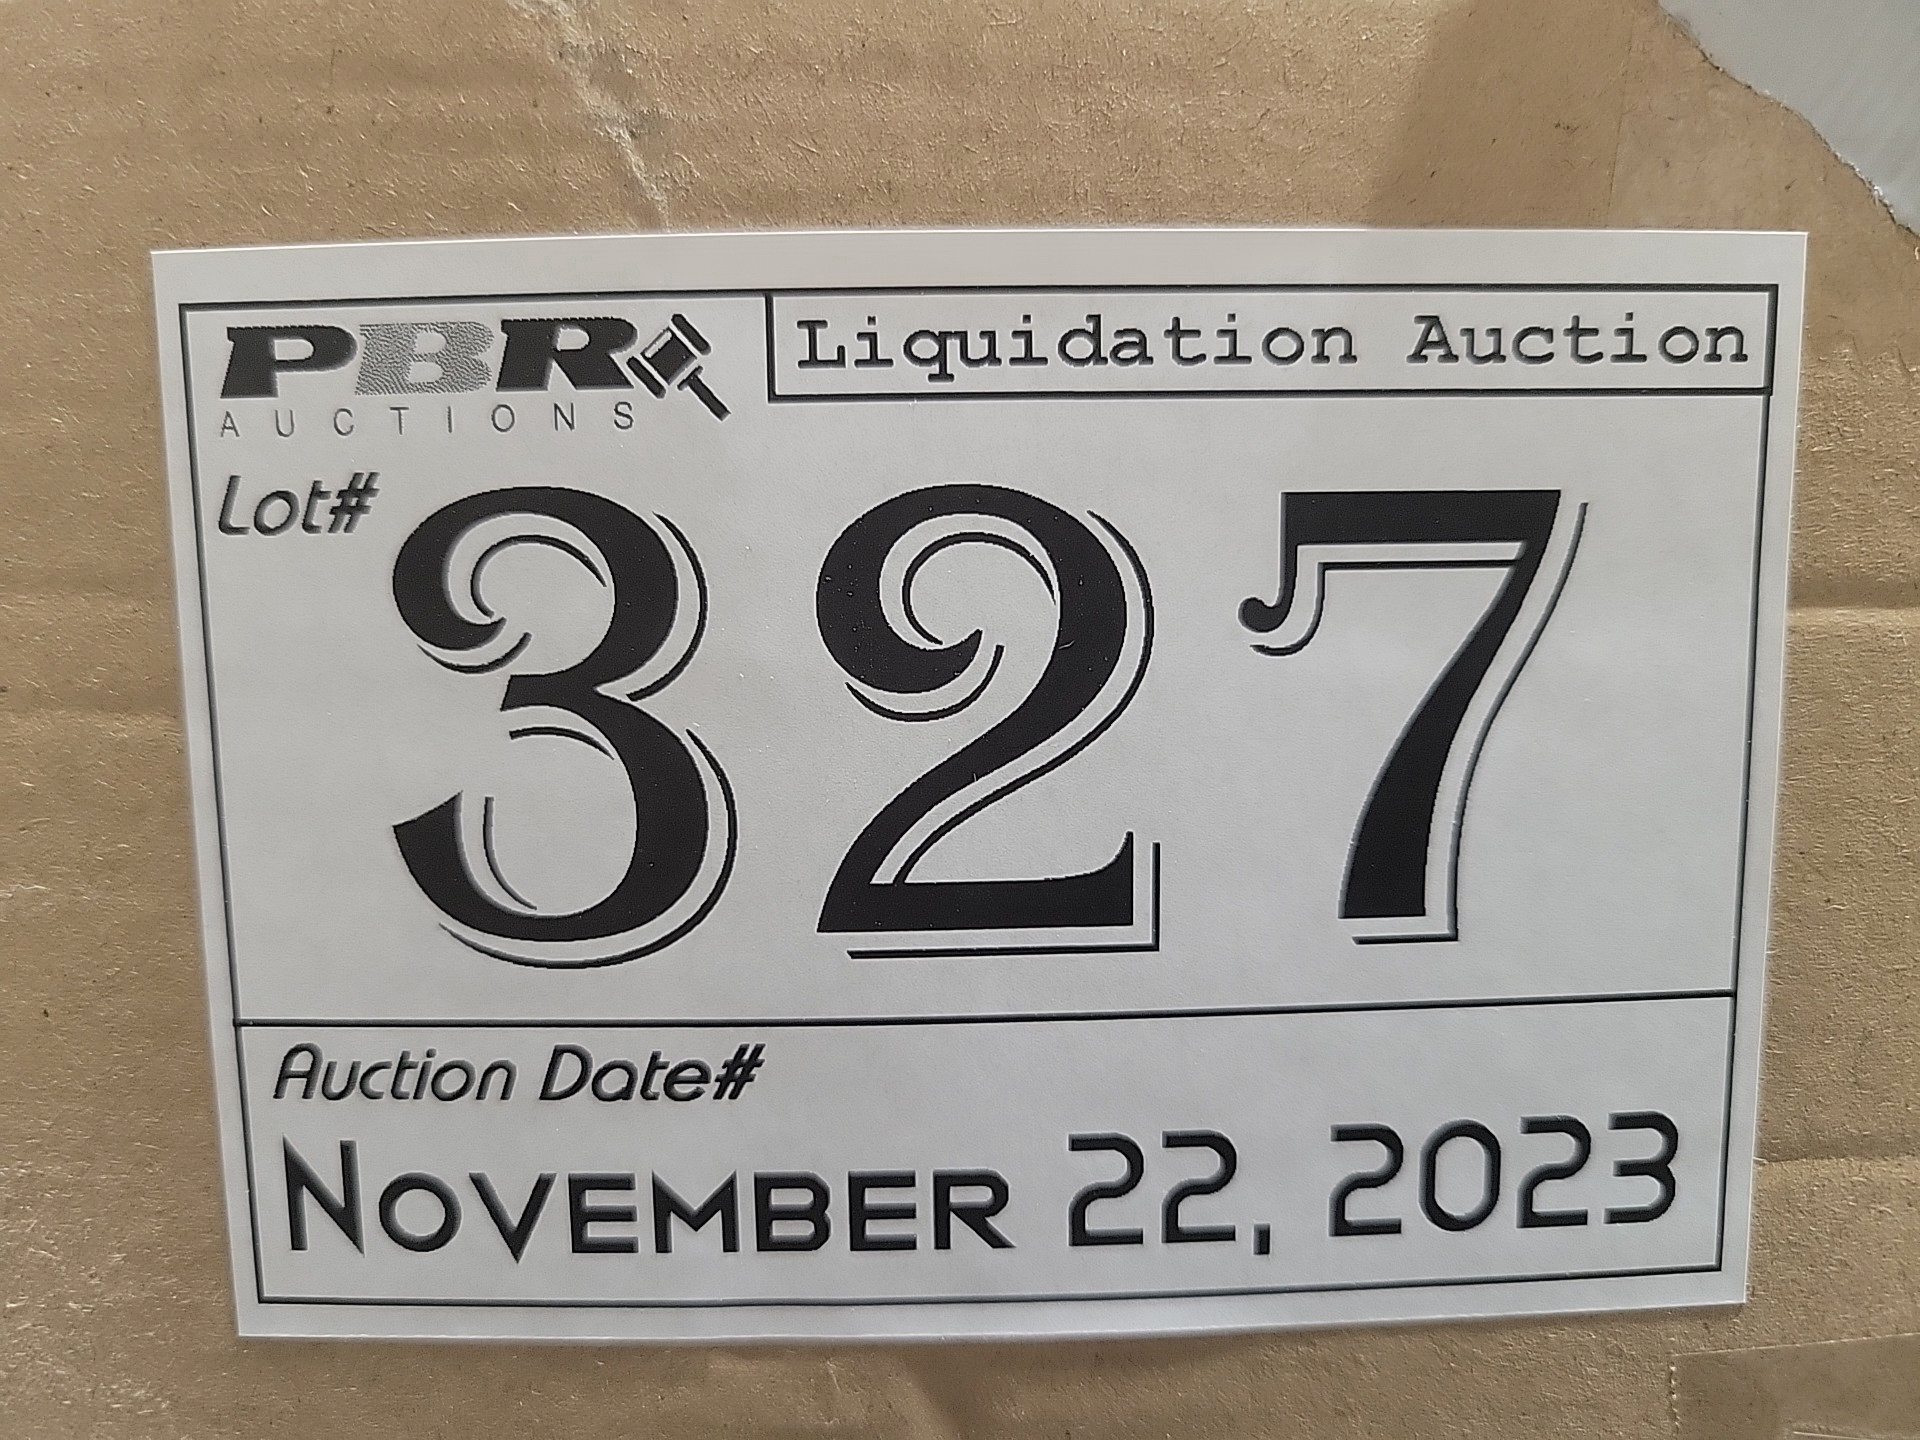 PBR
AUCTIONS
Liquidation Auction
Lot#
327
Auction Date#
NOVEMBER 22, 2023